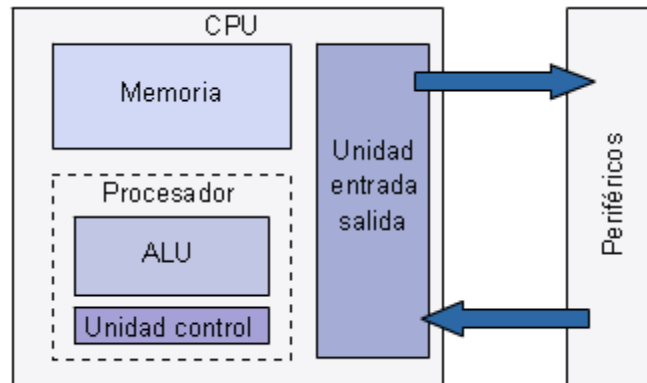 CPU
Memoria
Unidad
entrada
salida
Procesador
ALU
Unidad control
Periféricos